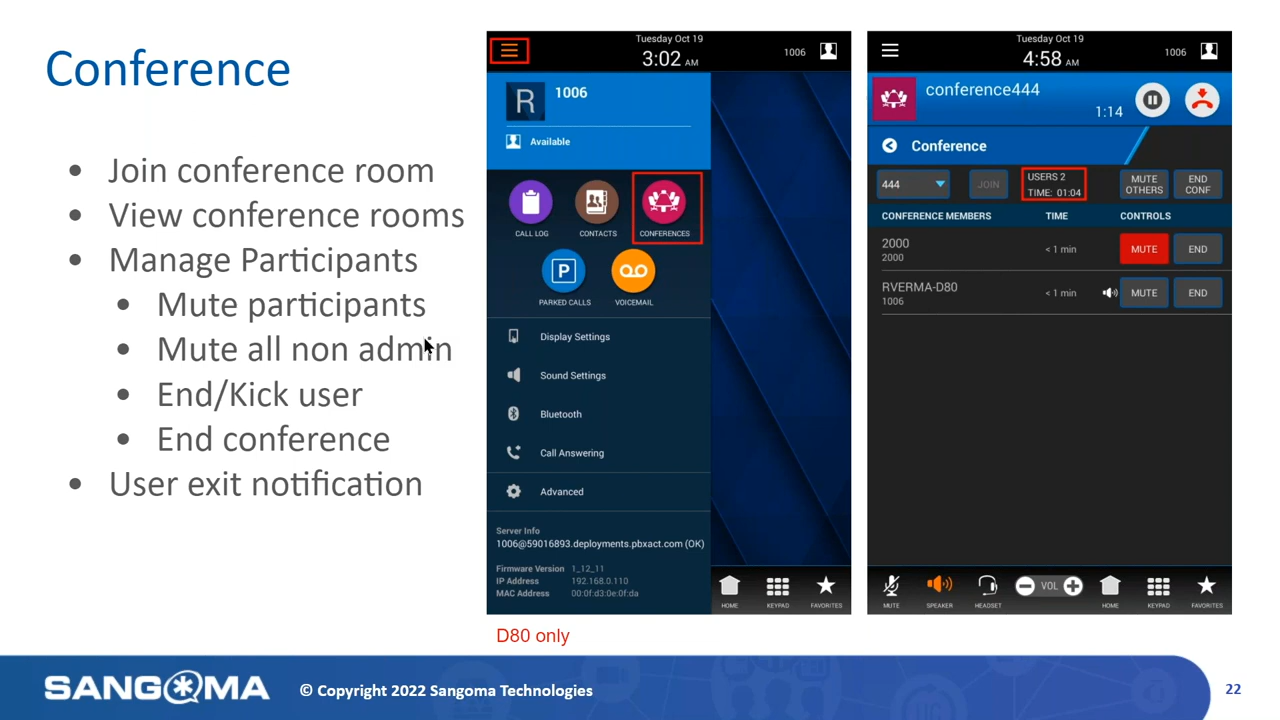 Conference
Join conference room
View conference rooms
Manage Participants
Mute participants
Mute all non admin
End/Kick user
End conference
User exit notification
Tuesday Oct 19
3:02 AM
1006
R
1006
Available
CALL LOG
CONTACTS
CONFERENCES
P
PARKED CALLS
VOICEMAIL
Display Settings
Sound Settings
Bluetooth
Call Answering
Advanced
Server Info
1006@59016893.deployments.pbxact.com (OK)
Firmware Version 1_12_11
IP Address 192.168.0.110
MAC Address 00:0f:d3:0e:0f:da
HOME KEYPAD FAVORITES
D80 only
Tuesday Oct 19
4:58 AM
1006
conference444
1:14
Conference
444
JOIN
USERS 2
TIME: 01:04
MUTE
OTHERS
END
CONF
CONFERENCE MEMBERS TIME CONTROLS
2000
2000
< 1 min
MUTE
END
RVERMA-D80
1006
< 1 min
MUTE
END
VOL
MUTE SPEAKER HEADSET HOME KEYPAD FAVORITES
SANGOMA
© Copyright 2022 Sangoma Technologies
22